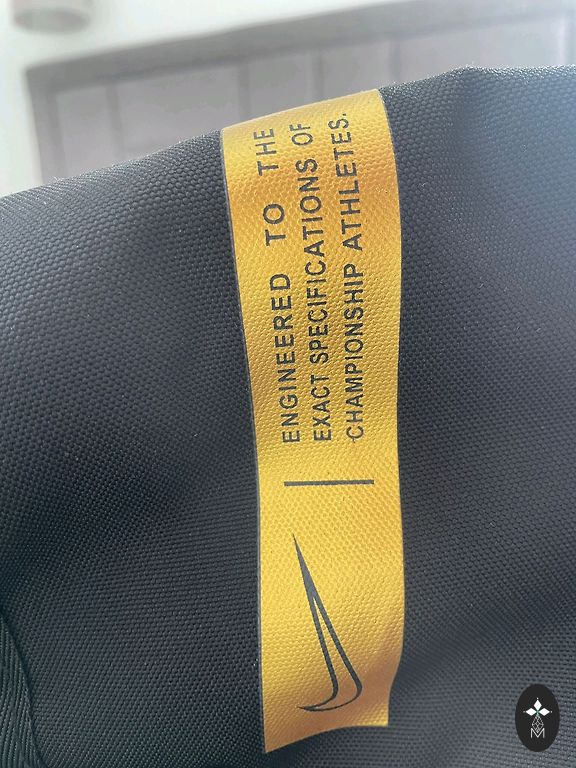 ENGINEERED TO THE
EXACT SPECIFICATIONS OF
CHAMPIONSHIP ATHLETES.
M